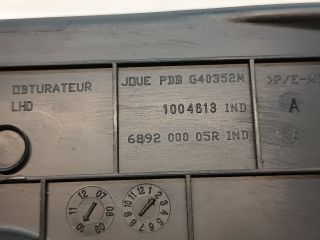 OBTURATEUR
LHD
JOUE PDB G40352M
1004613 IND
6892 000 05R IND
>P/E-
A
A